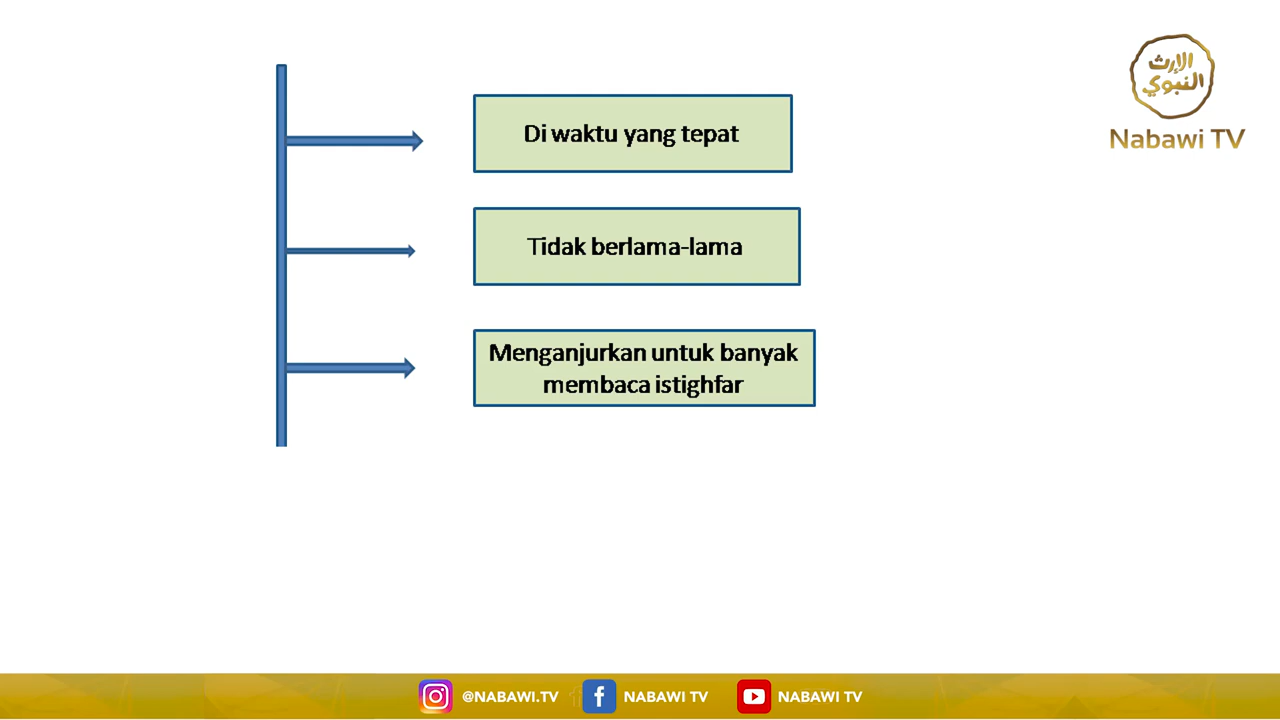 الإرث
النبوي
Nabawi TV
Di waktu yang tepat
Tidak berlama-lama
Menganjurkan untuk banyak
membaca istighfar
@NABAWI.TV
NABAWI TV
NABAWI TV